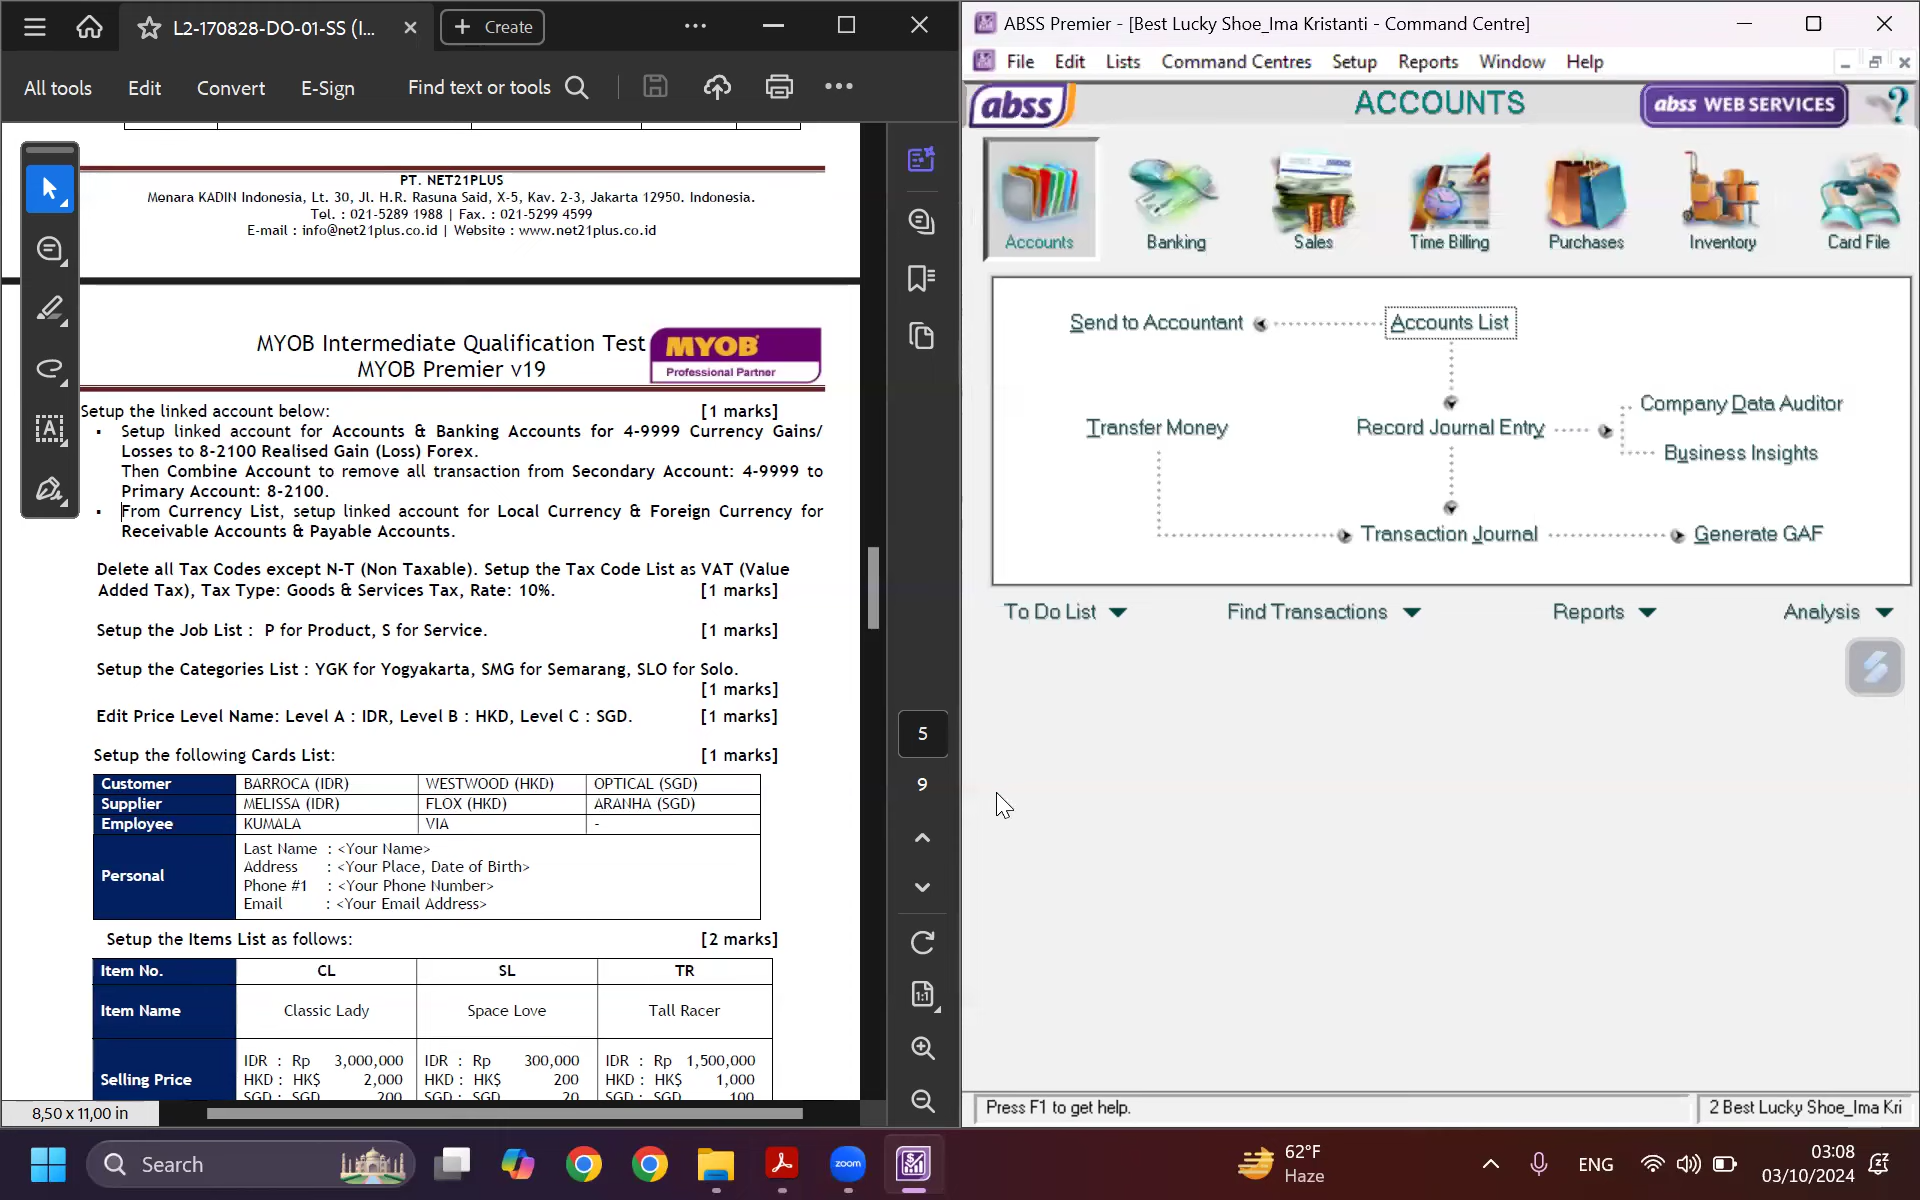 L2-170828-DO-01-SS (I...
Create
All tools
Edit
Convert
E-Sign
Find text or tools
PT. NET21PLUS
Menara KADIN Indonesia, Lt. 30, Jl. H.R. Rasuna Said, X-5, Kav. 2-3, Jakarta 12950. Indonesia.
Tel. : 021-5289 1988 | Fax. : 021-5299 4599
E-mail : info@net21plus.co.id | Website : www.net21plus.co.id
MYOB Intermediate Qualification Test
MYOB Premier v19
MYOB
Professional Partner
Setup the linked account below: [1 marks]
▪ Setup linked account for Accounts & Banking Accounts for 4-9999 Currency Gains/
Losses to 8-2100 Realised Gain (Loss) Forex.
Then Combine Account to remove all transaction from Secondary Account: 4-9999 to
Primary Account: 8-2100.
▪ From Currency List, setup linked account for Local Currency & Foreign Currency for
Receivable Accounts & Payable Accounts.
Delete all Tax Codes except N-T (Non Taxable). Setup the Tax Code List as VAT (Value
Added Tax), Tax Type: Goods & Services Tax, Rate: 10%. [1 marks]
Setup the Job List : P for Product, S for Service. [1 marks]
Setup the Categories List : YGK for Yogyakarta, SMG for Semarang, SLO for Solo.
[1 marks]
Edit Price Level Name: Level A : IDR, Level B : HKD, Level C : SGD. [1 marks]
Setup the following Cards List: [1 marks]
Customer BARROCA (IDR) WESTWOOD (HKD) OPTICAL (SGD)
Supplier MELISSA (IDR) FLOX (HKD) ARANHA (SGD)
Employee KUMALA VIA -
Personal
Last Name : <Your Name>
Address : <Your Place, Date of Birth>
Phone #1 : <Your Phone Number>
Email : <Your Email Address>
Setup the Items List as follows: [2 marks]
Item No. CL SL TR
Item Name Classic Lady Space Love Tall Racer
Selling Price
IDR : Rp 3,000,000 IDR : Rp 300,000 IDR : Rp 1,500,000
HKD : HK$ 2,000 HKD : HK$ 200 HKD : HK$ 1,000
SGD : SGD 200 SGD : SGD 20 SGD : SGD 100
8,50 x 11,00 in
5
9
1:1
ABSS Premier - [Best Lucky Shoe_Ima Kristanti - Command Centre]
File Edit Lists Command Centres Setup Reports Window Help
abss
ACCOUNTS
abss WEB SERVICES
?
Accounts
Banking
Sales
Time Billing
Purchases
Inventory
Card File
Send to Accountant
Accounts List
Transfer Money
Record Journal Entry
Company Data Auditor
Business Insights
Transaction Journal
Generate GAF
To Do List
Find Transactions
Reports
Analysis
Press F1 to get help.
2 Best Lucky Shoe_Ima Kri
Search
zoom
62°F
Haze
ENG
03:08
03/10/2024